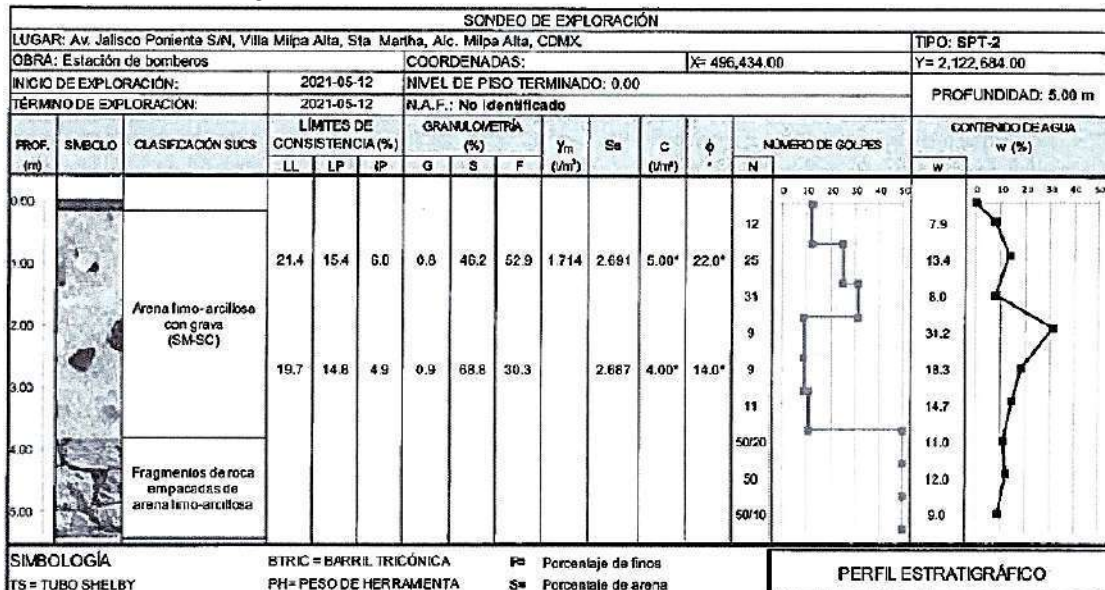 SONDEO DE EXPLORACIÓN
LUGAR: Av. Jalisco Poniente S/N, Villa Milpa Alta, Sta Martha, Alc. Milpa Alta, CDMX, TIPO: SPT-2
OBRA: Estación de bomberos COORDENADAS: X= 496,434.00 Y= 2,122,684.00
INICIO DE EXPLORACIÓN: 2021-05-12 NIVEL DE PISO TERMINADO: 0.00
TÉRMINO DE EXPLORACIÓN: 2021-05-12 N.A.F.: No identificado PROFUNDIDAD: 5.00 m
PROF. (m) SIMBOLO CLASIFICACIÓN SUCS LÍMITES DE CONSISTENCIA (%) GRANULOMETRÍA (%) γm (t/m³) Ss C (t/m²) ϕ ° NÚMERO DE GOLPES CONTENIDO DE AGUA w (%)
LL LP IP G S F N w
0.00 0 10 20 30 40 50 0 10 20 30 40 50
12 7.9
1.00 21.4 15.4 6.0 0.8 46.2 52.9 1.714 2.691 5.00* 22.0* 25 13.4
31 8.0
Arena limo-arcillosa
con grava
(SM-SC)
2.00 9 31.2
19.7 14.8 4.9 0.9 68.8 30.3 2.687 4.00* 14.0* 9 18.3
3.00
11 14.7
4.00 50/20 11.0
Fragmentos de roca
empacadas de
arena limo-arcillosa
50 12.0
5.00 50/10 9.0
SIMBOLOGÍA BTRIC = BARRIL TRICÓNICA F= Porcentaje de finos PERFIL ESTRATIGRÁFICO
TS = TUBO SHELBY PH= PESO DE HERRAMIENTA S= Porcentaje de arena